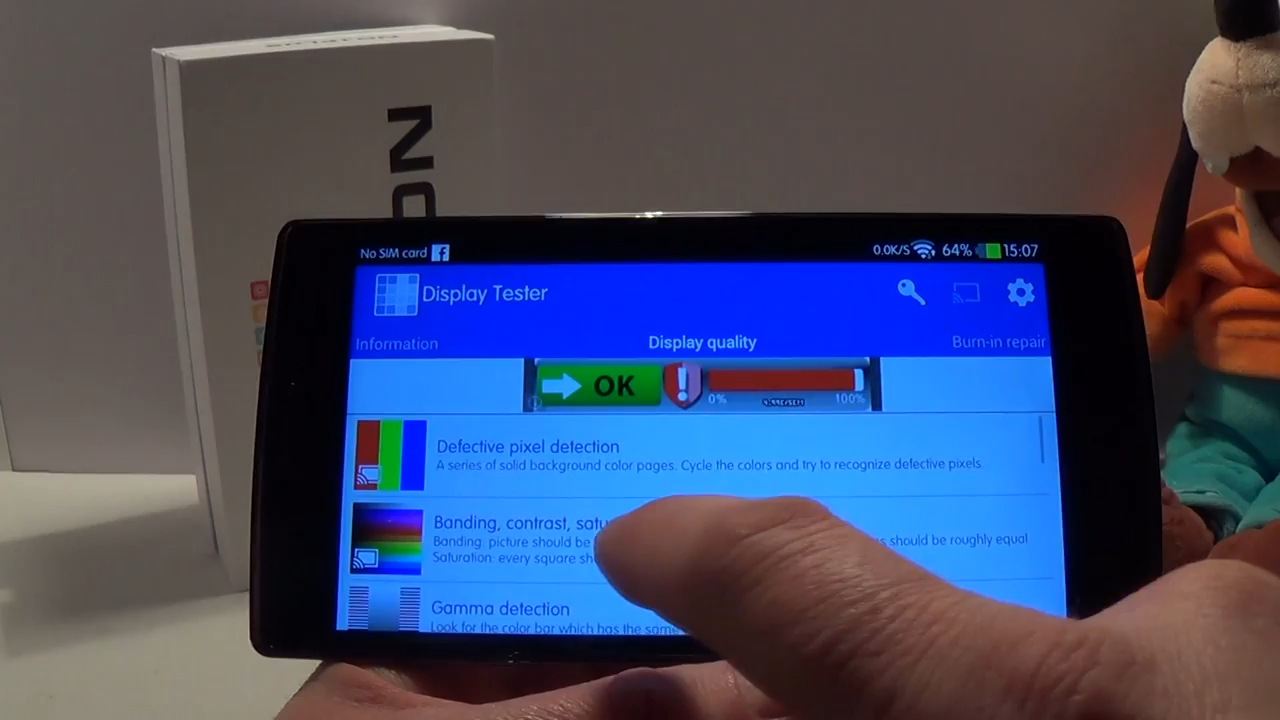 ON
No SIM card
0.0K/S 64% 15:07
Display Tester
Information Display quality Burn-in repair
OK 0% 100%
Defective pixel detection
A series of solid background color pages. Cycle the colors and try to recognize defective pixels.
Banding, contrast, satu
Banding: picture should be should be roughly equal
Saturation: every square sh
Gamma detection
Look for the color bar which has the same